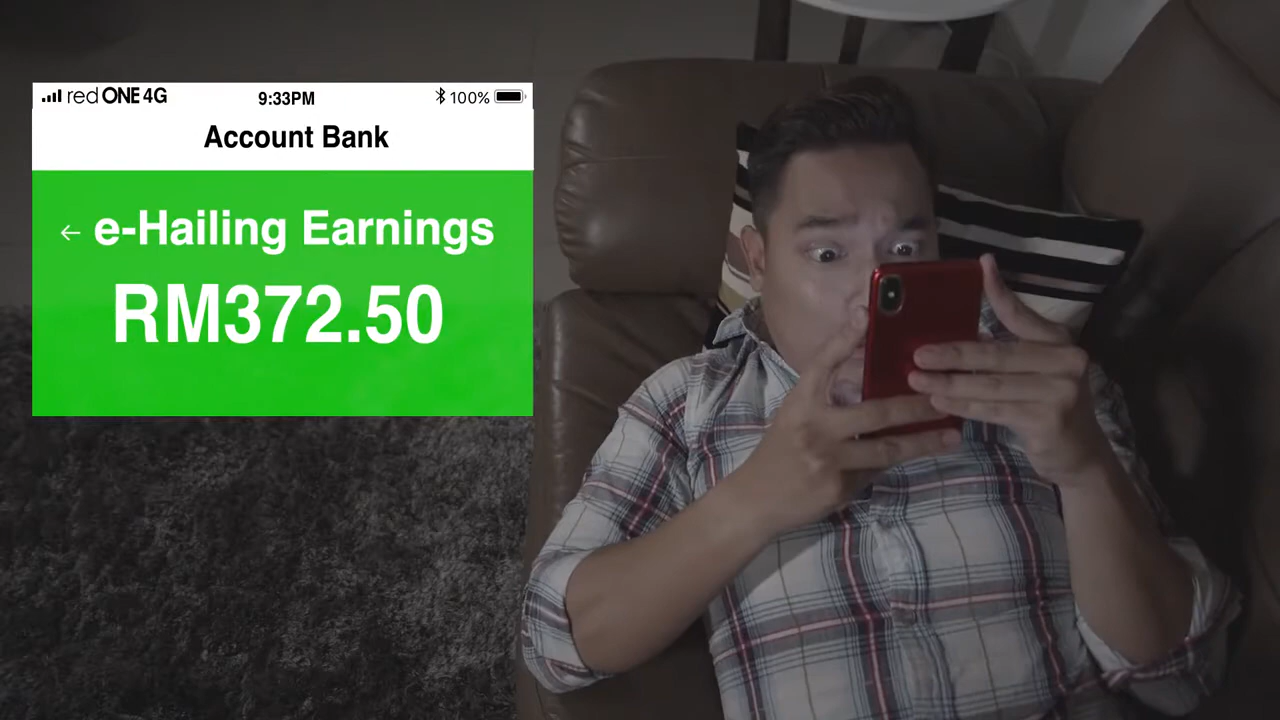 red ONE 4G 9:33PM 100%
Account Bank
← e-Hailing Earnings
RM372.50